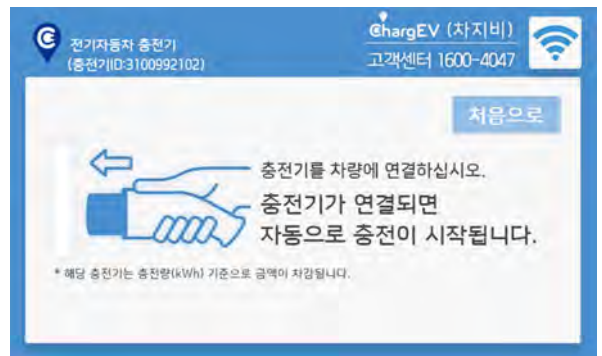 전기자동차 충전기
(충전기ID:3100992102)
ChargEV (차지비)
고객센터 1600-4047
처음으로
충전기를 차량에 연결하십시오.
충전기가 연결되면
자동으로 충전이 시작됩니다.
* 해당 충전기는 충전량(kWh) 기준으로 금액이 차감됩니다.